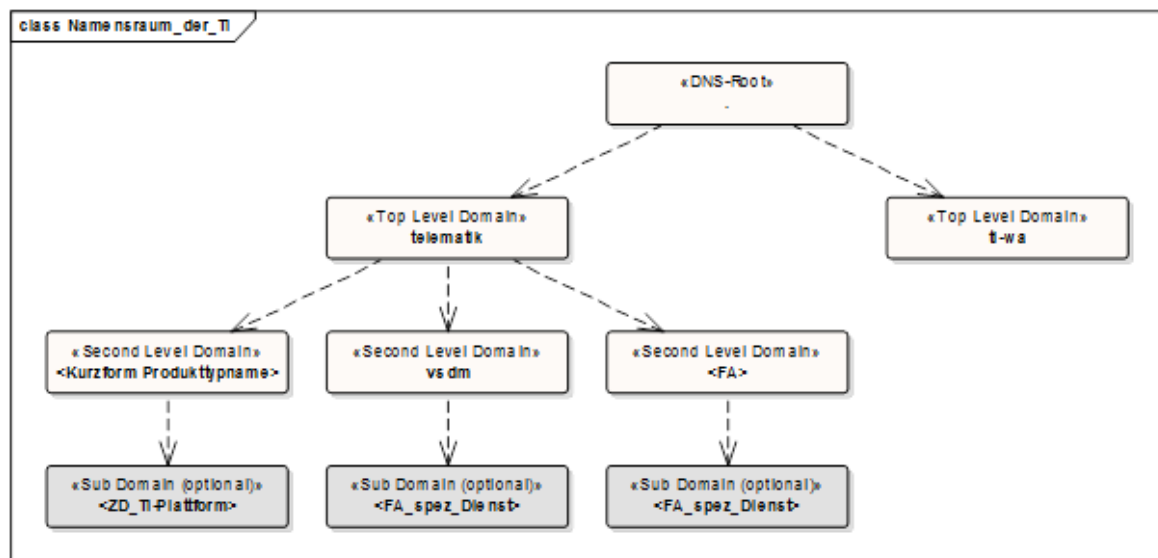 class Namensraum_der_TI
«DNS-Root»
.
«Top Level Domain»
telematik
«Top Level Domain»
ti-wa
«Second Level Domain»
<Kurzform Produkttypname>
«Second Level Domain»
vsdm
«Second Level Domain»
<FA>
«Sub Domain (optional)»
<ZD_TI-Plattform>
«Sub Domain (optional)»
<FA_spez_Dienst>
«Sub Domain (optional)»
<FA_spez_Dienst>